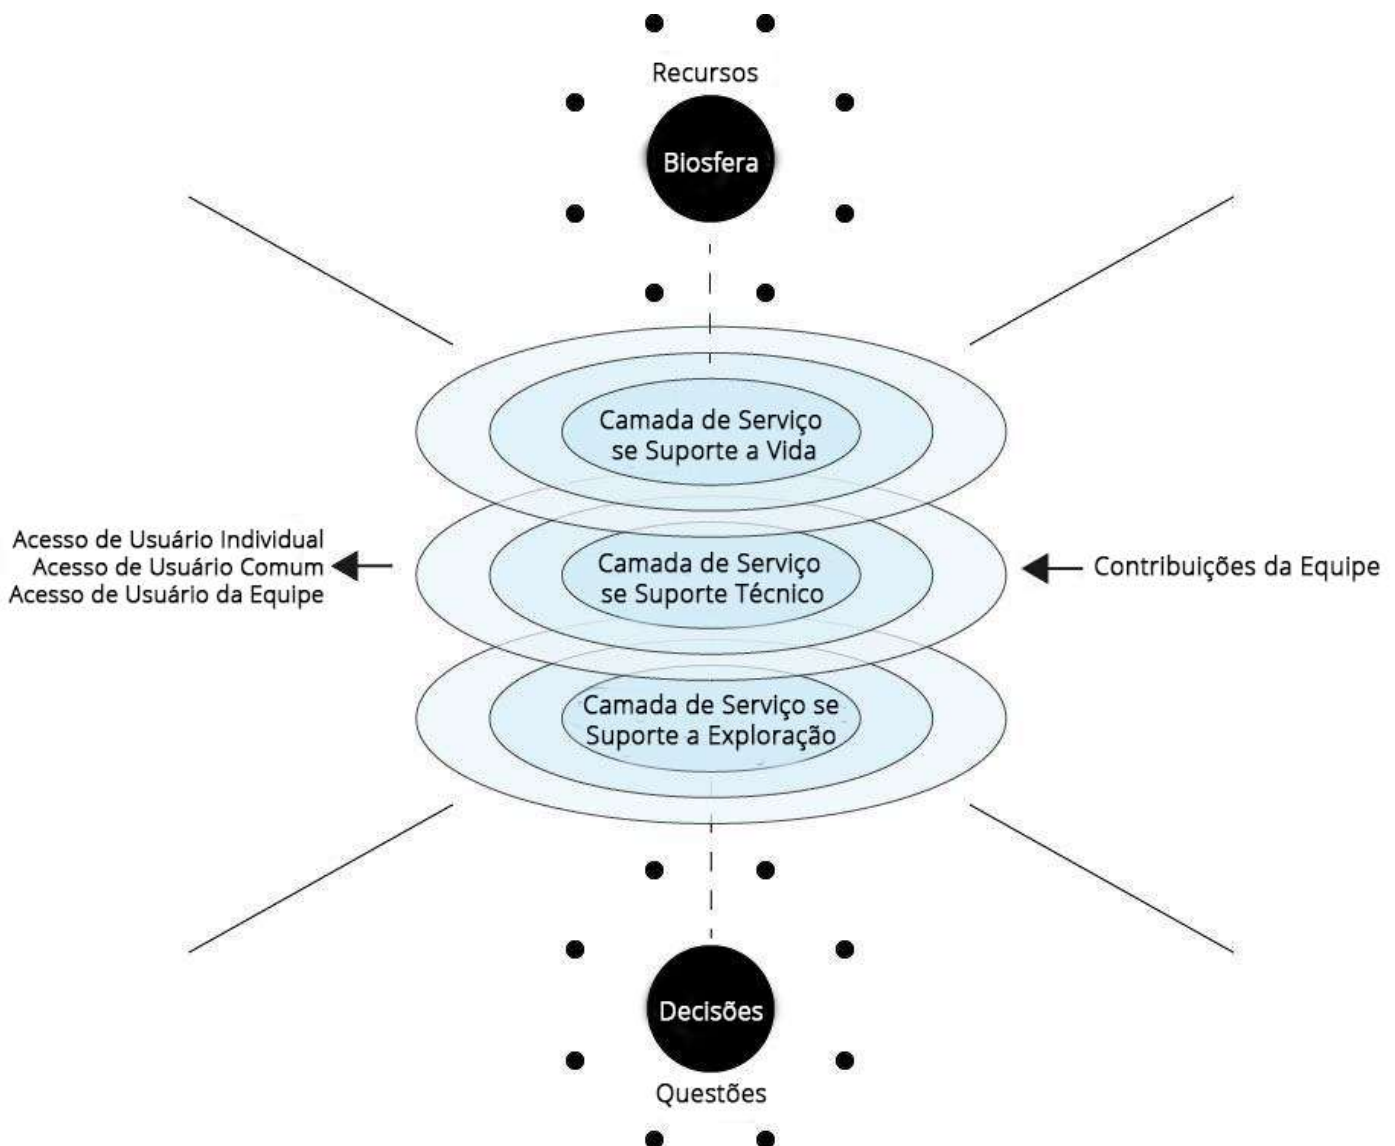 Recursos
Biosfera
Camada de Serviço
se Suporte a Vida
Acesso de Usuário Individual
Acesso de Usuário Comum
Acesso de Usuário da Equipe
Camada de Serviço
se Suporte Técnico
Contribuições da Equipe
Camada de Serviço se
Suporte a Exploração
Decisões
Questões